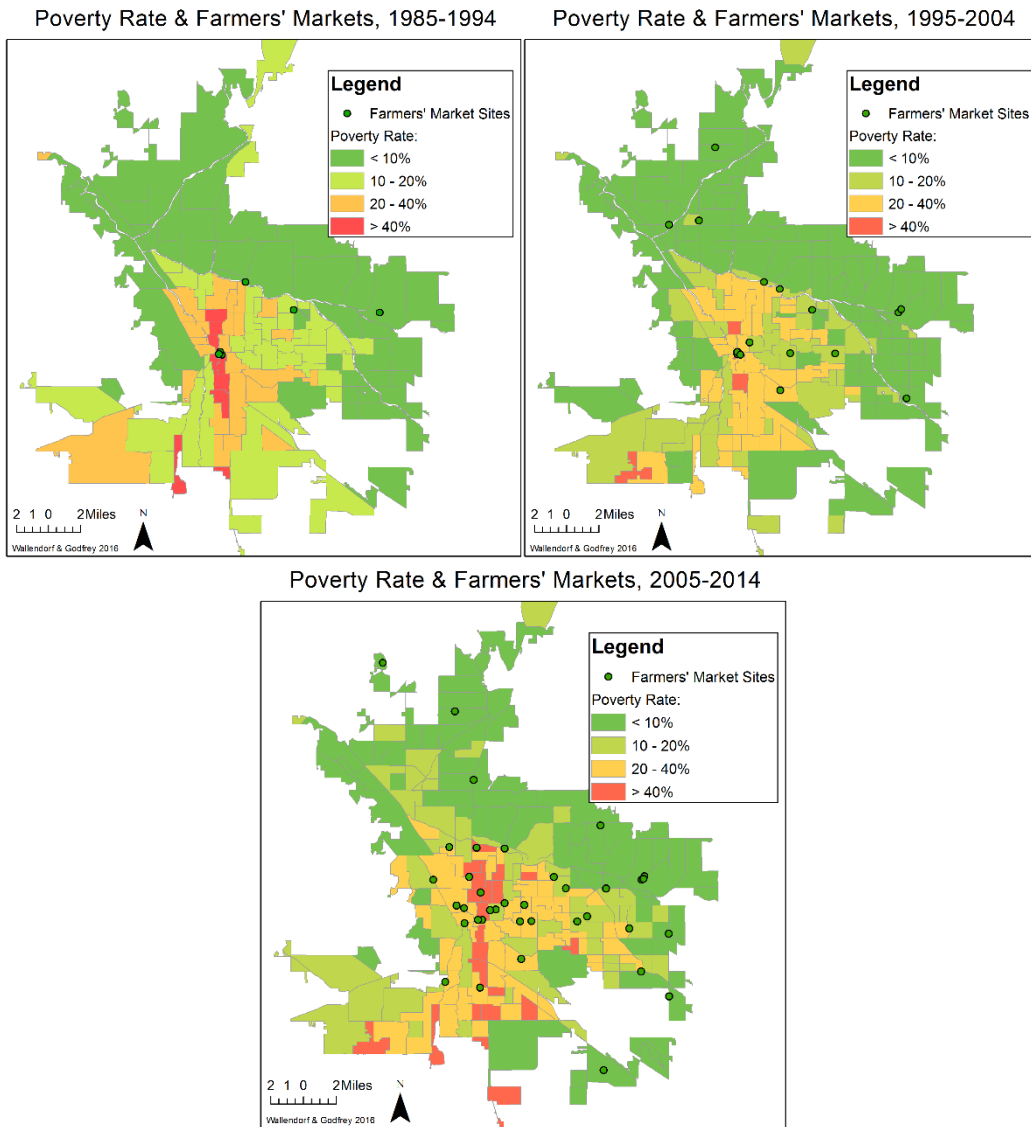 Poverty Rate & Farmers' Markets, 1985-1994
Legend
Farmers' Market Sites
Poverty Rate:
< 10%
10 - 20%
20 - 40%
> 40%
2 1 0 2Miles
N
Wallendorf & Godfrey 2016
Poverty Rate & Farmers' Markets, 1995-2004
Legend
Farmers' Market Sites
Poverty Rate:
< 10%
10 - 20%
20 - 40%
> 40%
2 1 0 2Miles
N
Wallendorf & Godfrey 2016
Poverty Rate & Farmers' Markets, 2005-2014
Legend
Farmers' Market Sites
Poverty Rate:
< 10%
10 - 20%
20 - 40%
> 40%
2 1 0 2Miles
N
Wallendorf & Godfrey 2016